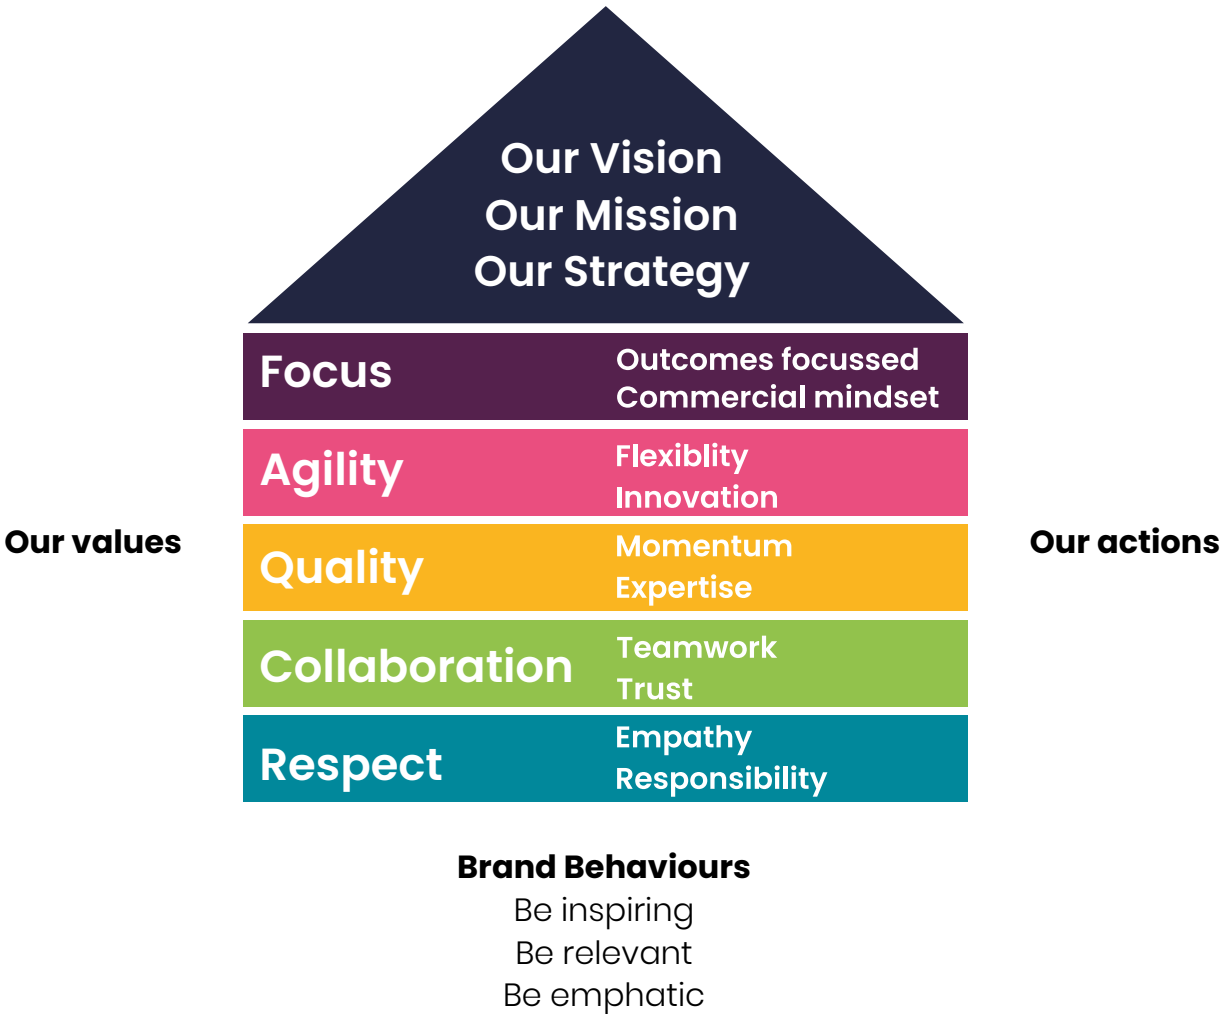 Our Vision
Our Mission
Our Strategy
Focus
Outcomes focussed
Commercial mindset
Agility
Flexiblity
Innovation
Our values
Our actions
Quality
Momentum
Expertise
Collaboration
Teamwork
Trust
Respect
Empathy
Responsibility
Brand Behaviours
Be inspiring
Be relevant
Be emphatic